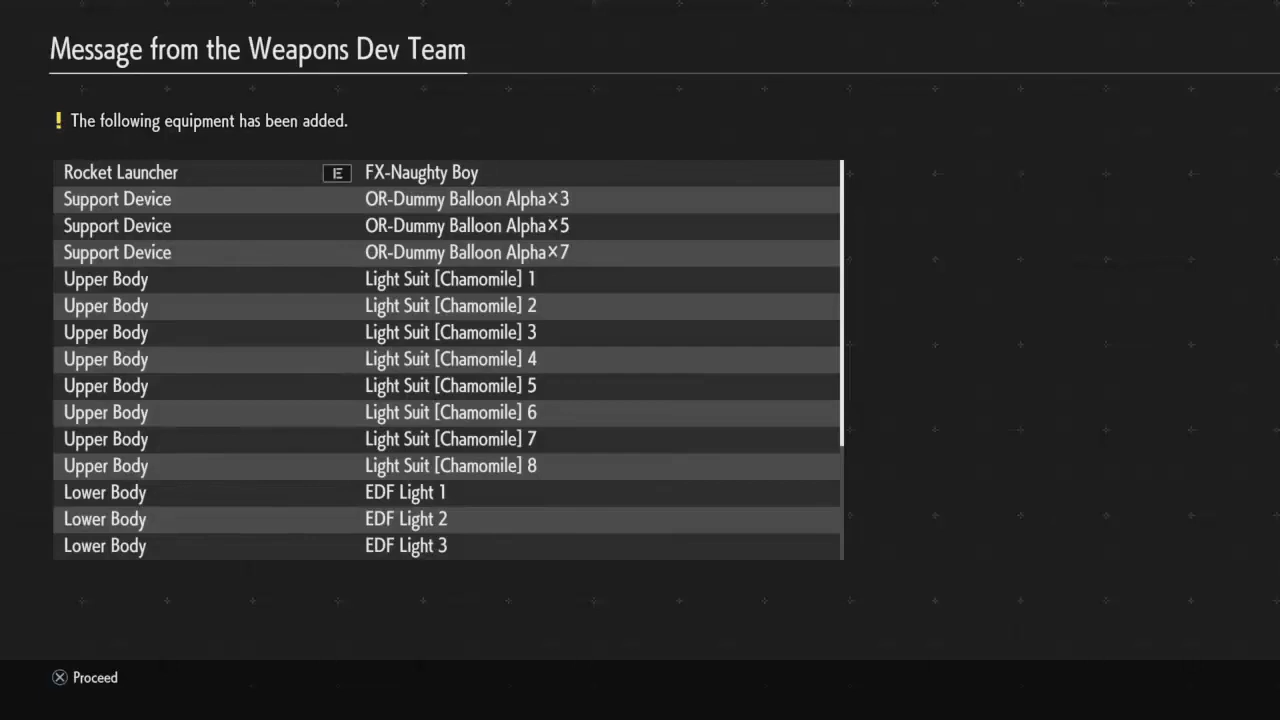 Message from the Weapons Dev Team
! The following equipment has been added.
Rocket Launcher E FX-Naughty Boy
Support Device OR-Dummy Balloon Alpha×3
Support Device OR-Dummy Balloon Alpha×5
Support Device OR-Dummy Balloon Alpha×7
Upper Body Light Suit [Chamomile] 1
Upper Body Light Suit [Chamomile] 2
Upper Body Light Suit [Chamomile] 3
Upper Body Light Suit [Chamomile] 4
Upper Body Light Suit [Chamomile] 5
Upper Body Light Suit [Chamomile] 6
Upper Body Light Suit [Chamomile] 7
Upper Body Light Suit [Chamomile] 8
Lower Body EDF Light 1
Lower Body EDF Light 2
Lower Body EDF Light 3
Proceed